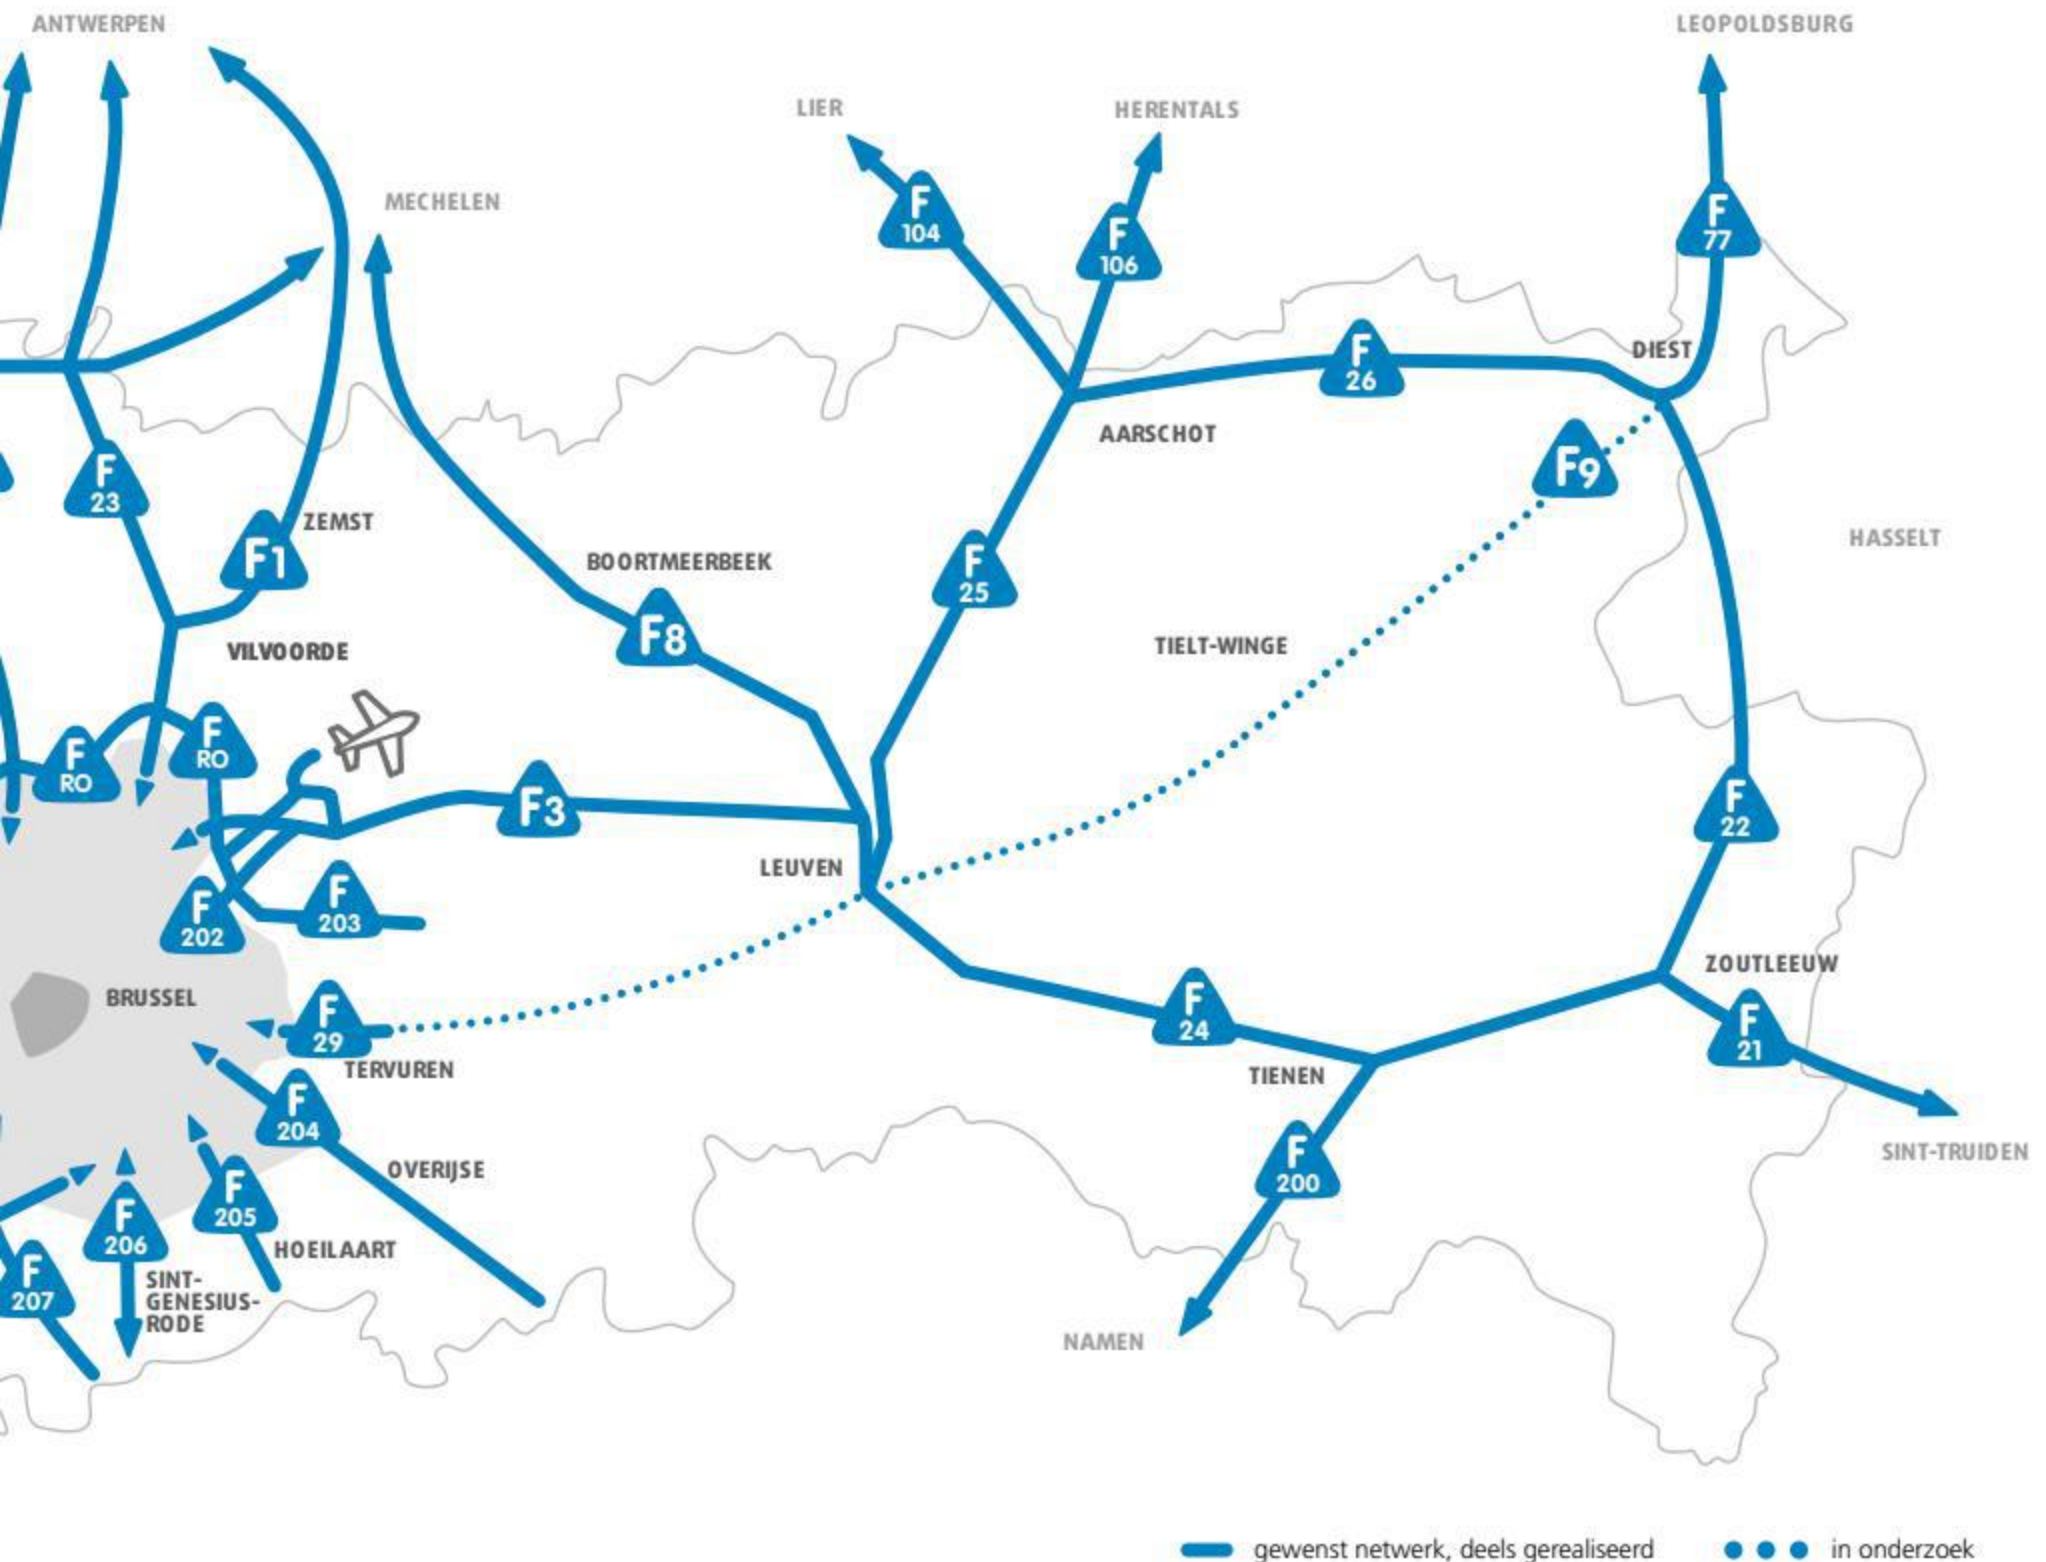 ANTWERPEN
LEOPOLDSBURG
LIER
HERENTALS
MECHELEN
F
104
F
106
F
77
F
26
DIEST
AARSCHOT
F9
F
23
ZEMST
F1
HASSELT
BOORTMEERBEEK
F
25
F8
TIELT-WINGE
VILVOORDE
F
RO
F
RO
F3
F
22
LEUVEN
F
202
F
203
ZOUTLEEUW
BRUSSEL
F
29
F
24
F
21
TERVUREN
TIENEN
F
204
F
200
SINT-TRUIDEN
OVERIJSE
F
205
F
206
HOEILAART
F
207
SINT-
GENESIUS-
RODE
NAMEN
gewenst netwerk, deels gerealiseerd
in onderzoek